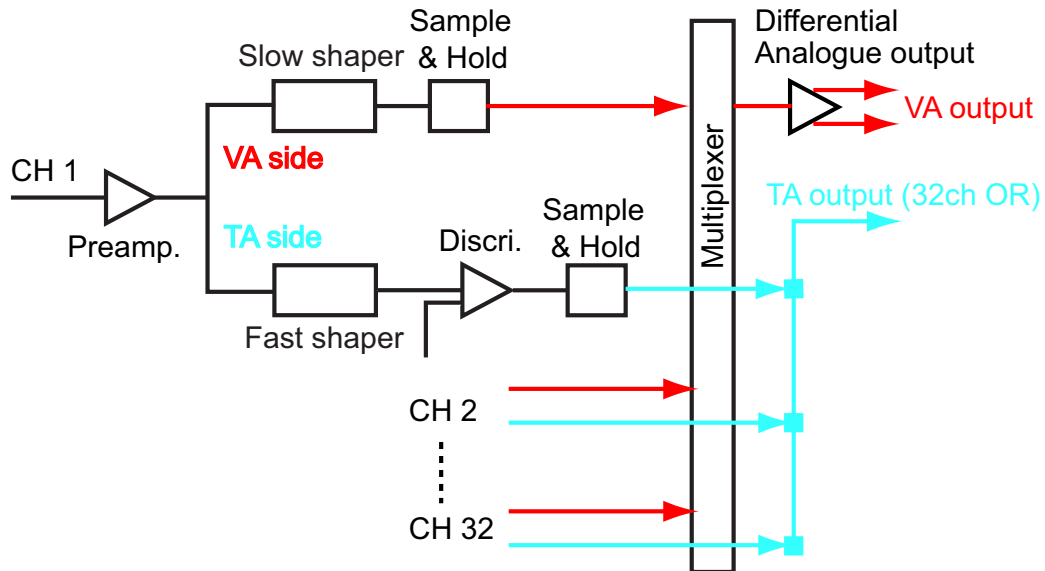 Sample
& Hold
Slow shaper
Differential
Analogue output
VA output
CH 1
VA side
Preamp.
TA side
Multiplexer
TA output (32ch OR)
Sample
& Hold
Discri.
Fast shaper
CH 2
CH 32